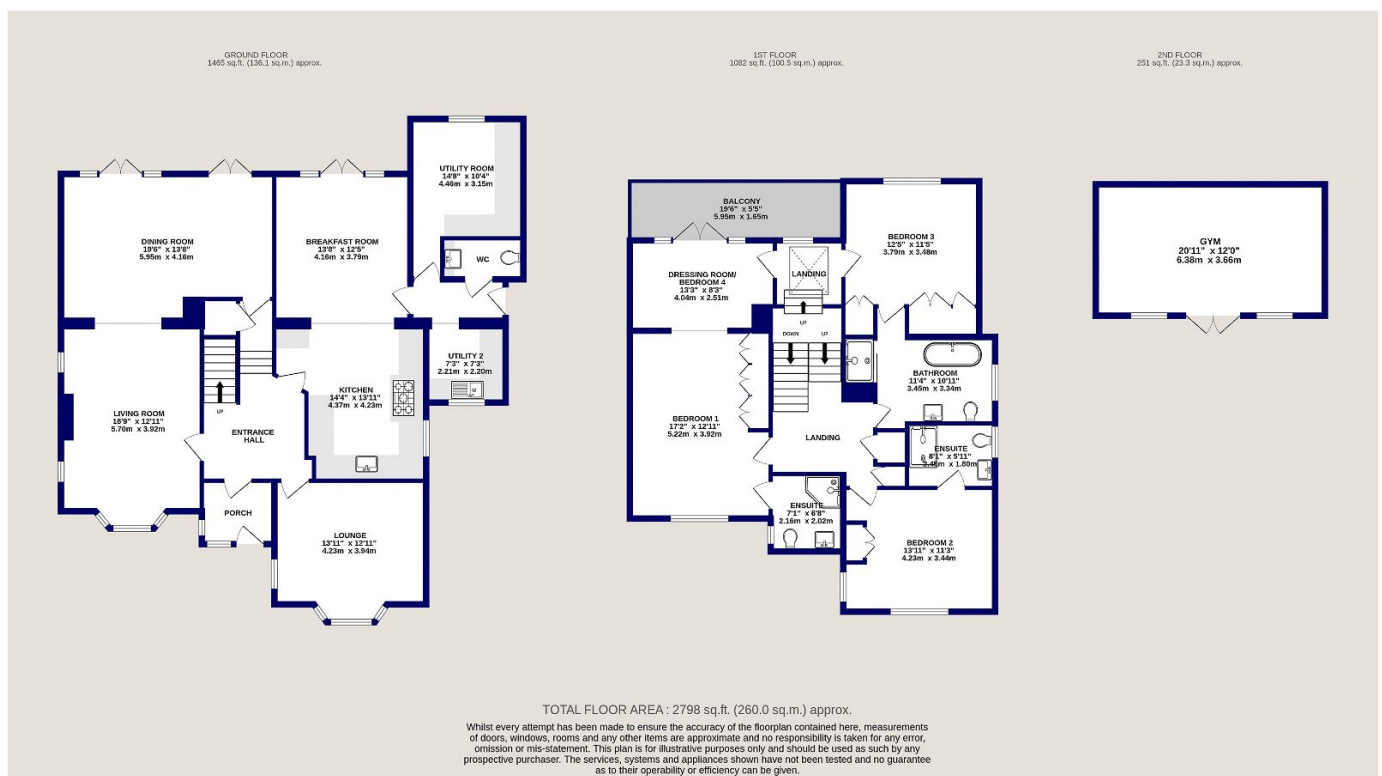 GROUND FLOOR
1465 sq.ft. (136.1 sq.m.) approx.
UTILITY ROOM
14'8" x 10'4"
4.46m x 3.15m
DINING ROOM
19'6" x 13'8"
5.95m x 4.16m
BREAKFAST ROOM
13'8" x 12'5"
4.16m x 3.79m
WC
UTILITY 2
7'3" x 7'3"
2.21m x 2.20m
KITCHEN
14'4" x 13'11"
4.37m x 4.23m
LIVING ROOM
18'9" x 12'11"
5.70m x 3.92m
UP
ENTRANCE
HALL
PORCH
LOUNGE
13'11" x 12'11"
4.23m x 3.94m
1ST FLOOR
1082 sq.ft. (100.5 sq.m.) approx.
BALCONY
19'6" x 5'5"
5.95m x 1.65m
BEDROOM 3
12'5" x 11'5"
3.79m x 3.48m
DRESSING ROOM/
BEDROOM 4
13'3" x 8'3"
4.04m x 2.51m
LANDING
UP
DOWN
UP
BATHROOM
11'4" x 10'11"
3.45m x 3.34m
BEDROOM 1
17'2" x 12'11"
5.22m x 3.92m
LANDING
ENSUITE
8'1" x 5'11"
x 1.80m
ENSUITE
7'1" x 6'8"
2.16m x 2.02m
BEDROOM 2
13'11" x 11'3"
4.23m x 3.44m
2ND FLOOR
251 sq.ft. (23.3 sq.m.) approx.
GYM
20'11" x 12'0"
6.38m x 3.66m
TOTAL FLOOR AREA : 2798 sq.ft. (260.0 sq.m.) approx.
Whilst every attempt has been made to ensure the accuracy of the floorplan contained here, measurements
of doors, windows, rooms and any other items are approximate and no responsibility is taken for any error,
omission or mis-statement. This plan is for illustrative purposes only and should be used as such by any
prospective purchaser. The services, systems and appliances shown have not been tested and no guarantee
as to their operability or efficiency can be given.